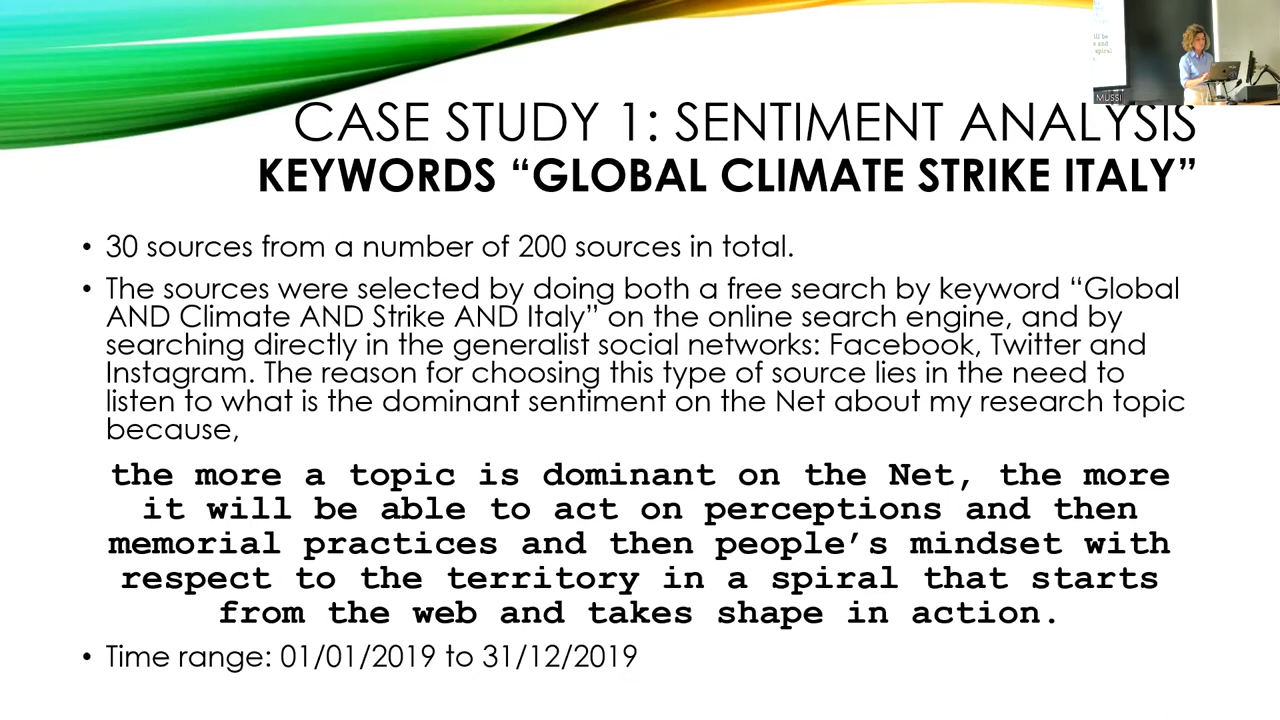 CASE STUDY 1: SENTIMENT ANALYSIS
KEYWORDS “GLOBAL CLIMATE STRIKE ITALY”
• 30 sources from a number of 200 sources in total.
• The sources were selected by doing both a free search by keyword “Global
AND Climate AND Strike AND Italy” on the online search engine, and by
searching directly in the generalist social networks: Facebook, Twitter and
Instagram. The reason for choosing this type of source lies in the need to
listen to what is the dominant sentiment on the Net about my research topic
because,
the more a topic is dominant on the Net, the more
it will be able to act on perceptions and then
memorial practices and then people’s mindset with
respect to the territory in a spiral that starts
from the web and takes shape in action.
• Time range: 01/01/2019 to 31/12/2019
ill be
and
spiral
MUSSI